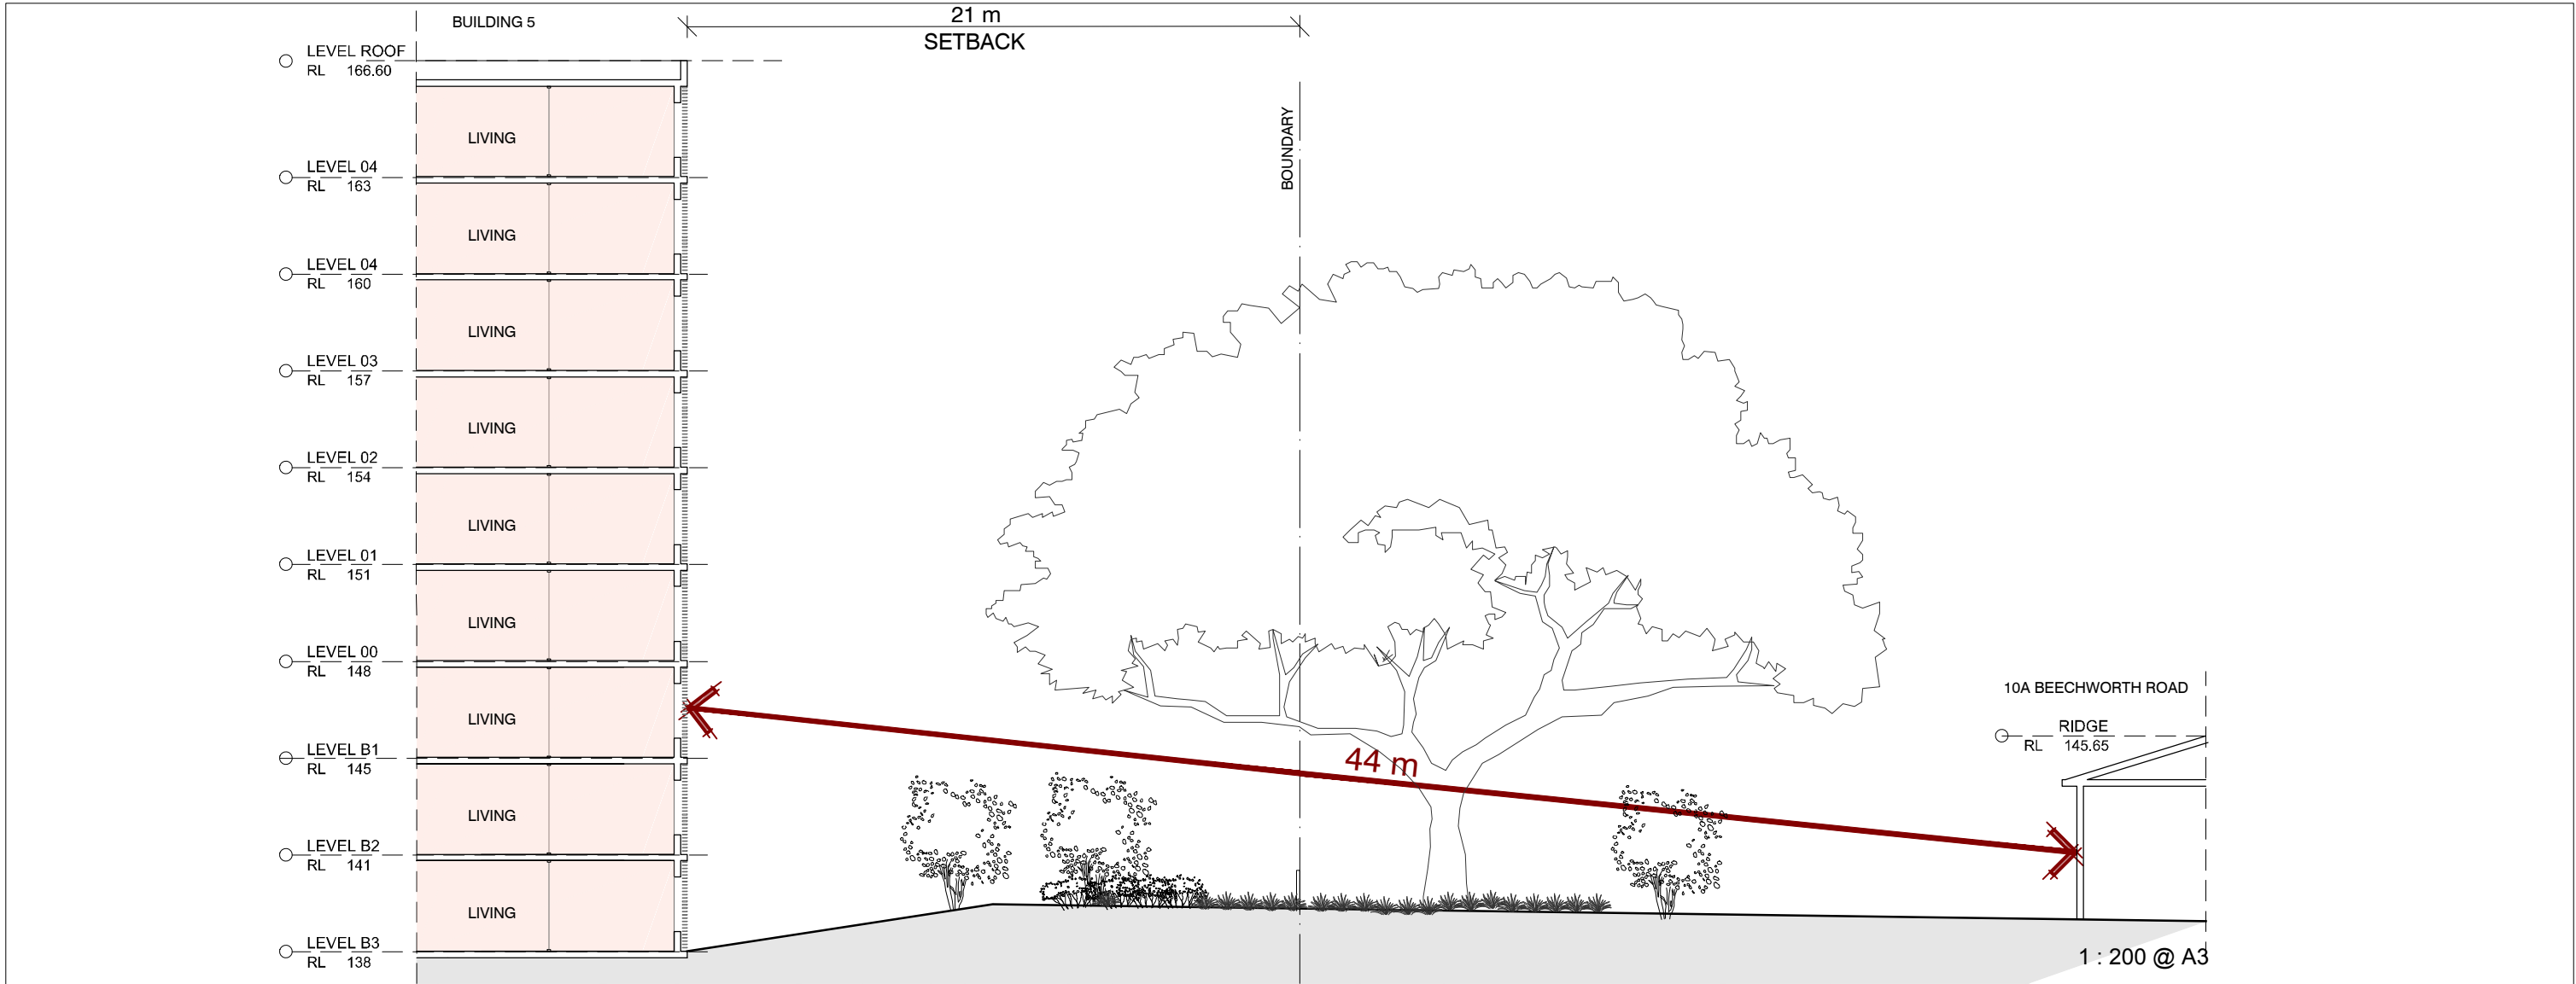 BUILDING 5
21 m
SETBACK
LEVEL ROOF
RL 166.60
BOUNDARY
LIVING
LEVEL 04
RL 163
LIVING
LEVEL 04
RL 160
LIVING
LEVEL 03
RL 157
LIVING
LEVEL 02
RL 154
LIVING
LEVEL 01
RL 151
LIVING
LEVEL 00
RL 148
10A BEECHWORTH ROAD
LIVING
RIDGE
RL 145.65
LEVEL B1
RL 145
44 m
LIVING
LEVEL B2
RL 141
LIVING
LEVEL B3
RL 138
1 : 200 @ A3